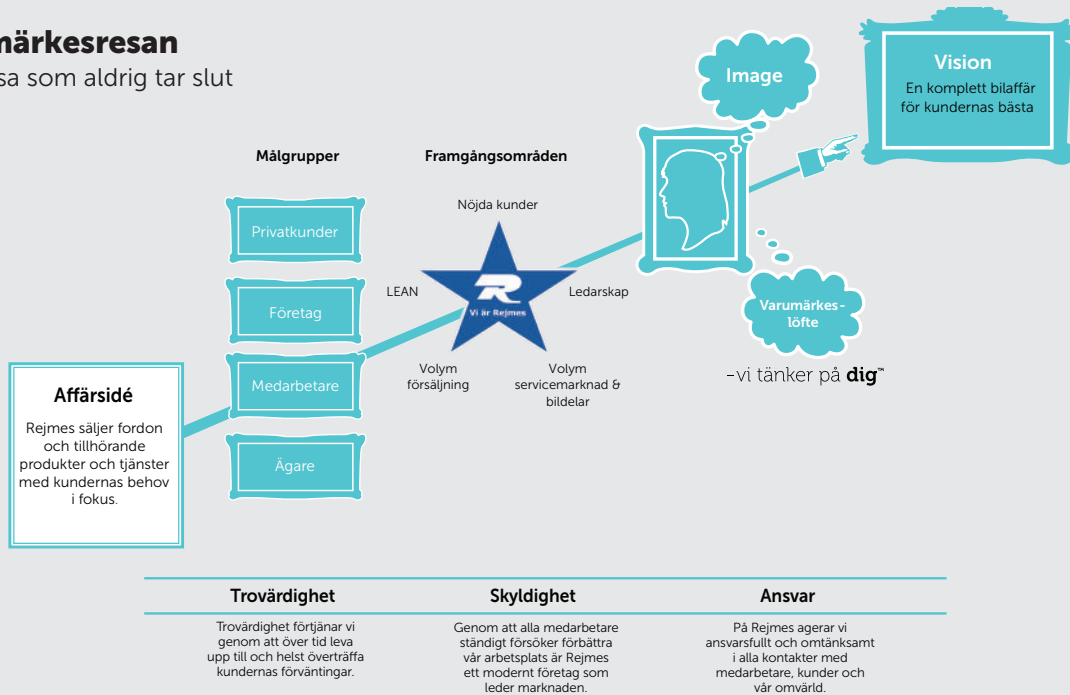 märkesresan
sa som aldrig tar slut
Image
Vision
En komplett bilaffär
för kundernas bästa
Målgrupper
Framgångsområden
Privatkunder
Företag
Medarbetare
Ägare
Nöjda kunder
LEAN
Ledarskap
R
Vi är Rejmes
Volym
försäljning
Volym
servicemarknad &
bildelar
Varumärkes-
löfte
-vi tänker på dig™
Affärsidé
Rejmes säljer fordon
och tillhörande
produkter och tjänster
med kundernas behov
i fokus.
Trovärdighet
Trovärdighet förtjänar vi
genom att över tid leva
upp till och helst överträffa
kundernas förväntingar.
Skyldighet
Genom att alla medarbetare
ständigt försöker förbättra
vår arbetsplats är Rejmes
ett modernt företag som
leder marknaden.
Ansvar
På Rejmes agerar vi
ansvarsfullt och omtänksamt
i alla kontakter med
medarbetare, kunder och
vår omvärld.